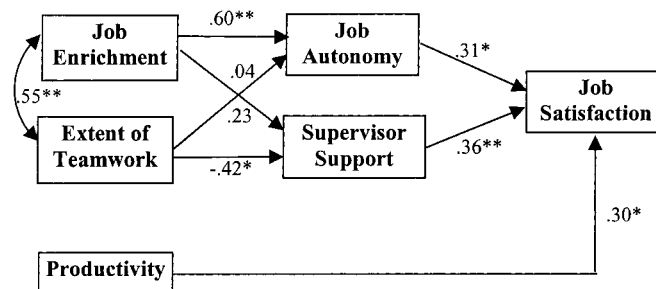 Job
Enrichment
.60**
Job
Autonomy
.31*
.55**
.04
.23
Job
Satisfaction
Extent of
Teamwork
-.42*
Supervisor
Support
.36**
.30*
Productivity